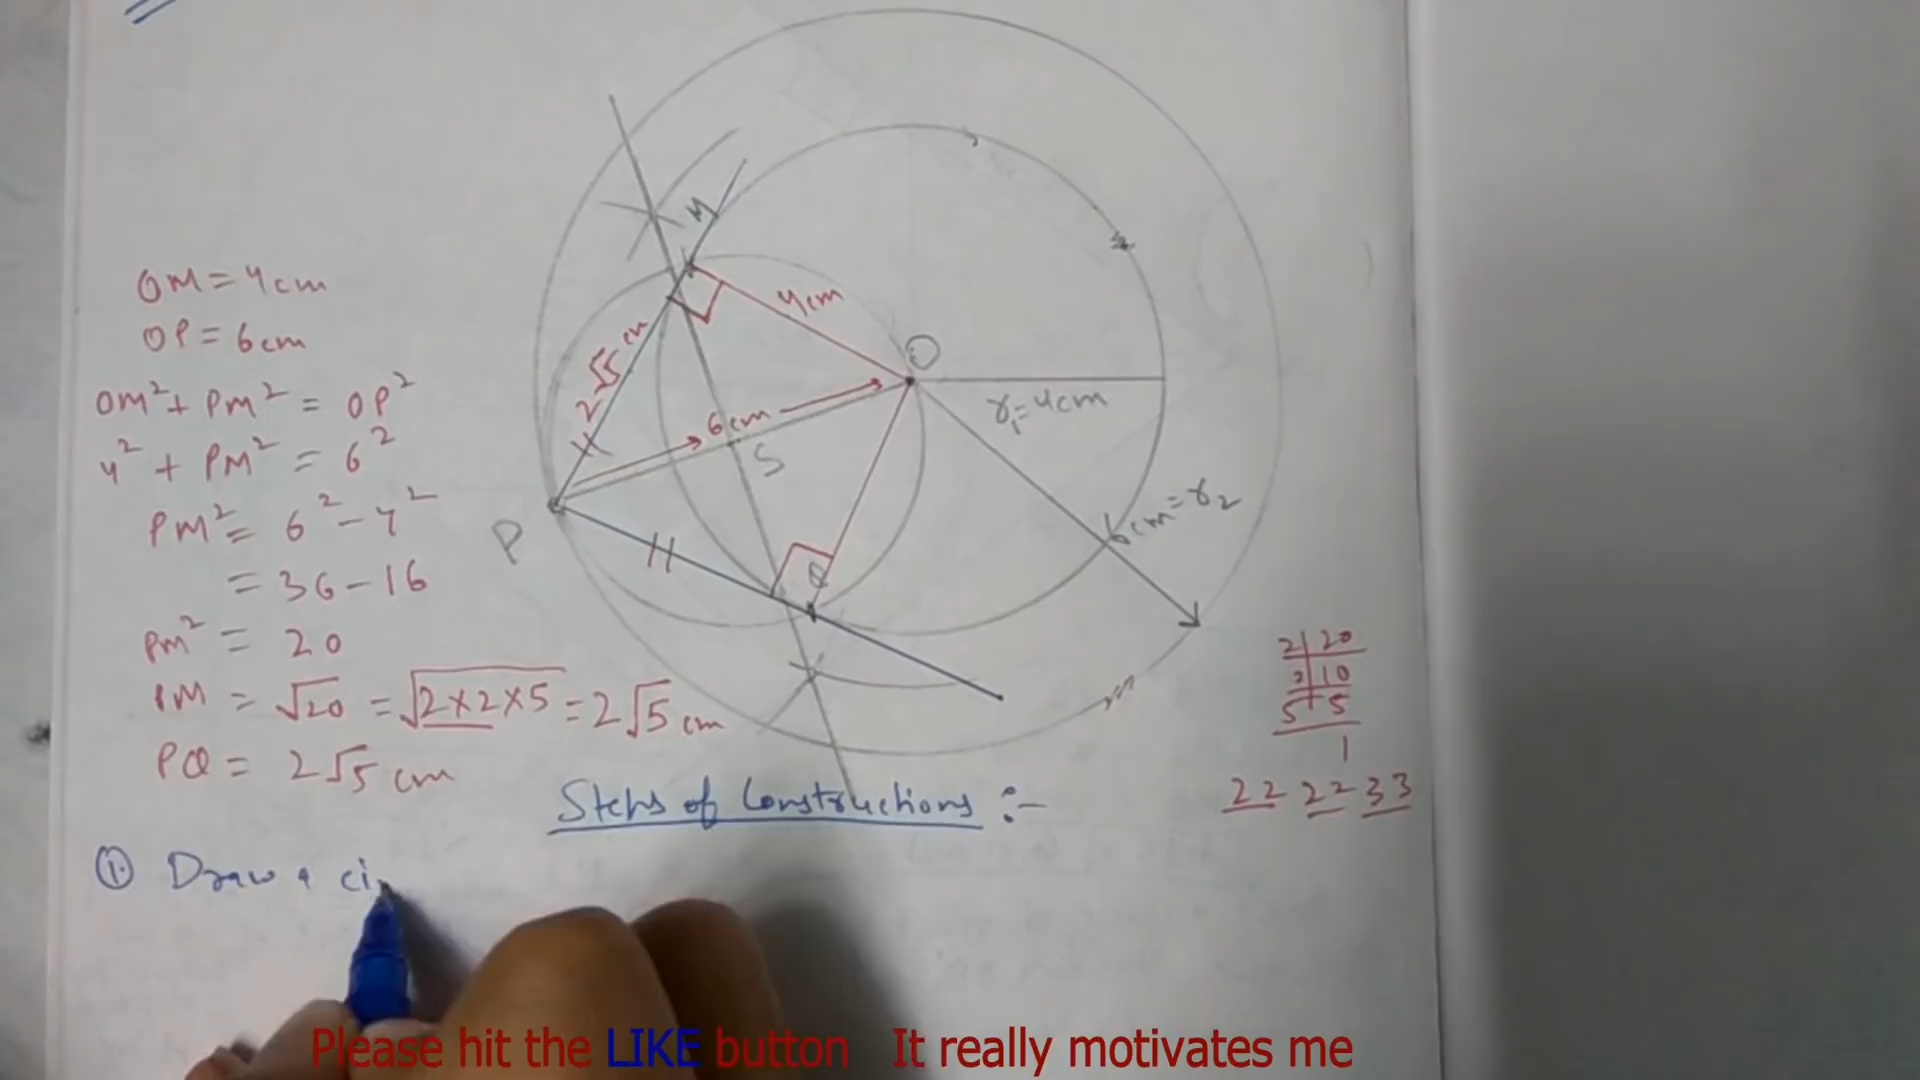 M
4cm
2√5 cm
O
6cm
r₁=4cm
S
6cm=r₂
P
Q
OM=4cm
OP=6cm
OM²+PM²=OP²
4²+PM²=6²
PM²=6²-4²
=36-16
PM²=20
PM=√20=√2×2×5=2√5 cm
PQ=2√5 cm
2|20
2|10
5|5
1
22 22 33
Steps of Constructions :-
① Draw a ci
Please hit the LIKE button It really motivates me